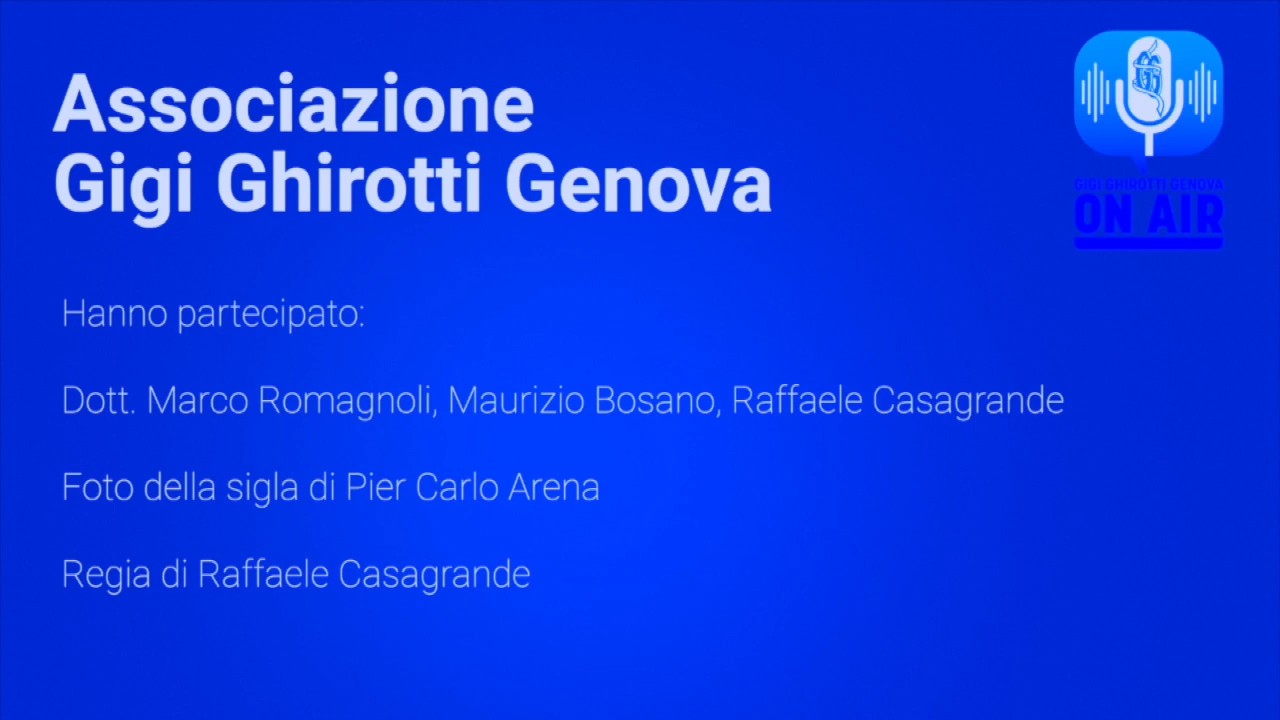 Associazione
Gigi Ghirotti Genova
GIGI GHIROTTI GENOVA
ON AIR
Hanno partecipato:
Dott. Marco Romagnoli, Maurizio Bosano, Raffaele Casagrande
Foto della sigla di Pier Carlo Arena
Regia di Raffaele Casagrande